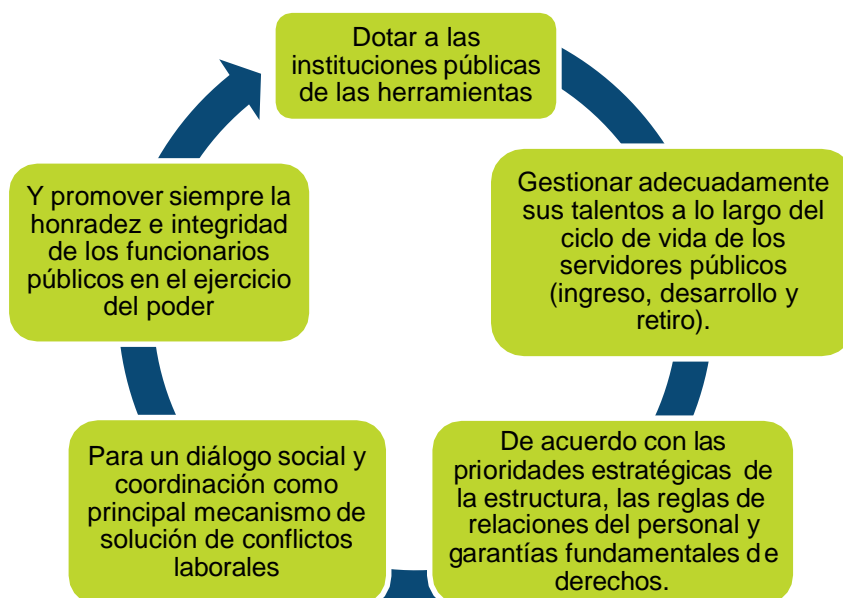 Dotar a las
instituciones públicas
de las herramientas
Gestionar adecuadamente
sus talentos a lo largo del
ciclo de vida de los
servidores públicos
(ingreso, desarrollo y
retiro).
De acuerdo con las
prioridades estratégicas de
la estructura, las reglas de
relaciones del personal y
garantías fundamentales de
derechos.
Para un diálogo social y
coordinación como
principal mecanismo de
solución de conflictos
laborales
Y promover siempre la
honradez e integridad
de los funcionarios
públicos en el ejercicio
del poder